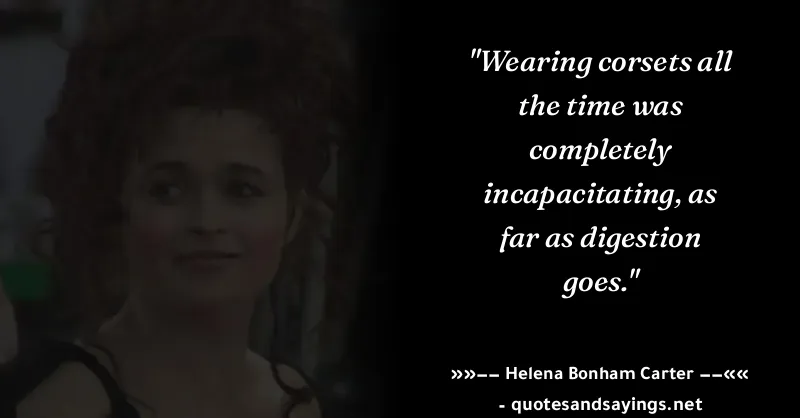 "Wearing corsets all
the time was
completely
incapacitating, as
far as digestion
goes."
»»−− Helena Bonham Carter −−««
- quotesandsayings.net